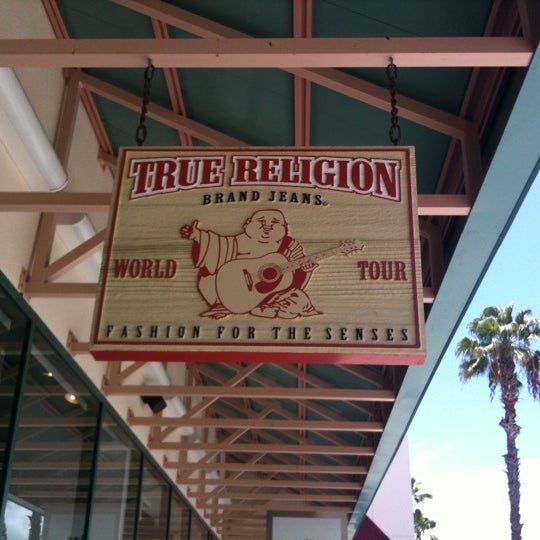 TRUE RELIGION
BRAND JEANS®
WORLD TOUR
FASHION FOR THE SENSES